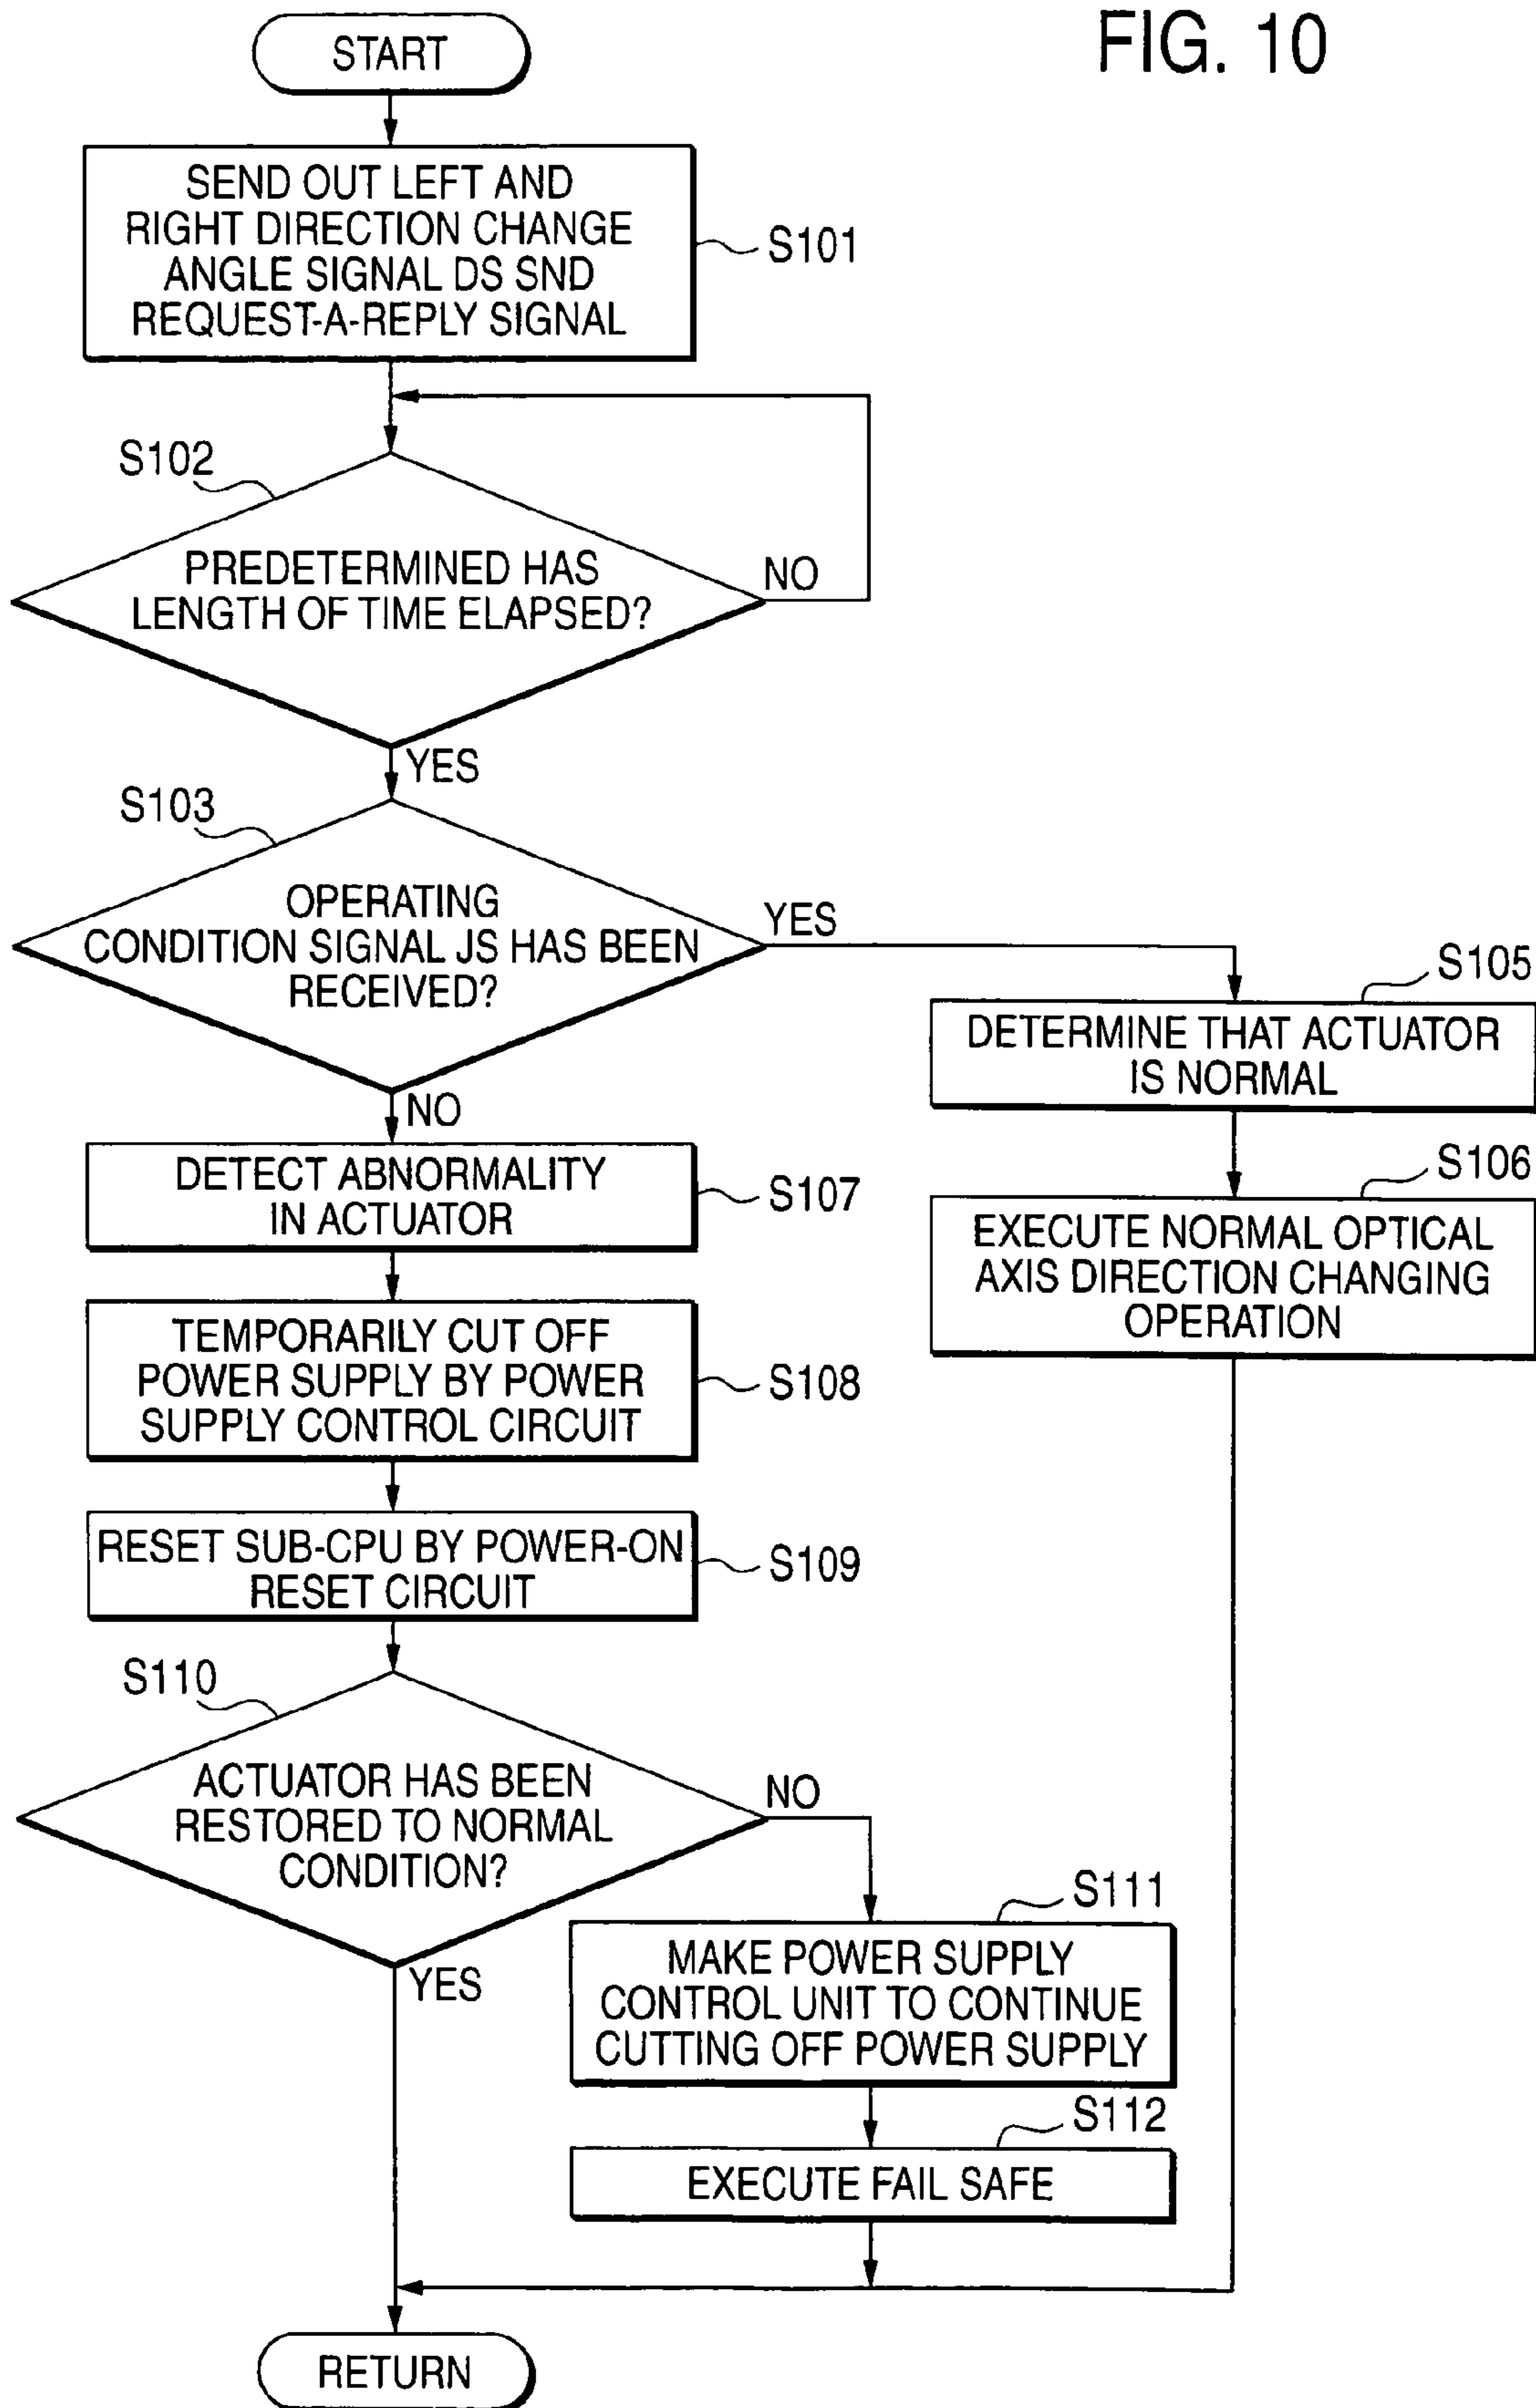 FIG. 10
START
SEND OUT LEFT AND
RIGHT DIRECTION CHANGE
ANGLE SIGNAL DS SND
REQUEST-A-REPLY SIGNAL
S101
S102
PREDETERMINED HAS
LENGTH OF TIME ELAPSED?
NO
YES
S103
OPERATING
CONDITION SIGNAL JS HAS BEEN
RECEIVED?
YES
NO
S105
DETERMINE THAT ACTUATOR
IS NORMAL
S106
EXECUTE NORMAL OPTICAL
AXIS DIRECTION CHANGING
OPERATION
DETECT ABNORMALITY
IN ACTUATOR
S107
TEMPORARILY CUT OFF
POWER SUPPLY BY POWER
SUPPLY CONTROL CIRCUIT
S108
RESET SUB-CPU BY POWER-ON
RESET CIRCUIT
S109
S110
ACTUATOR HAS BEEN
RESTORED TO NORMAL
CONDITION?
NO
YES
S111
MAKE POWER SUPPLY
CONTROL UNIT TO CONTINUE
CUTTING OFF POWER SUPPLY
S112
EXECUTE FAIL SAFE
RETURN